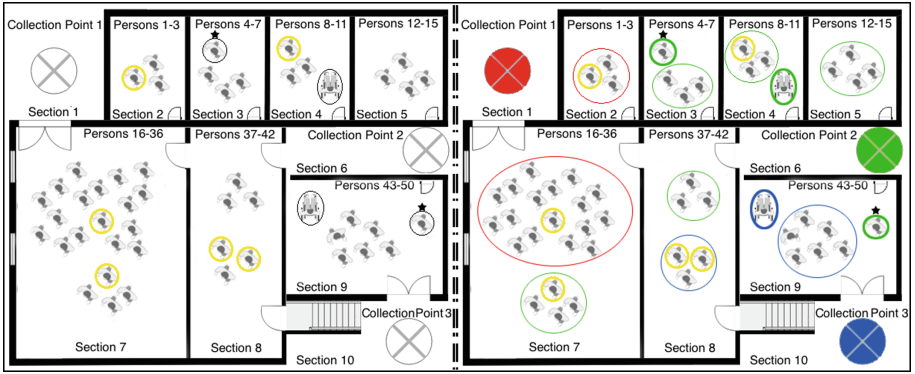 Collection Point 1
Persons 1-3
Persons 4-7
Persons 8-11
Persons 12-15
Section 1
Section 2
Section 3
Section 4
Section 5
Persons 16-36
Persons 37-42
Collection Point 2
Section 6
Persons 43-50
Section 9
Collection Point 3
Section 7
Section 8
Section 10
Collection Point 1
Persons 1-3
Persons 4-7
Persons 8-11
Persons 12-15
Section 1
Section 2
Section 3
Section 4
Section 5
Persons 16-36
Persons 37-42
Collection Point 2
Section 6
Persons 43-50
Section 9
Collection Point 3
Section 7
Section 8
Section 10